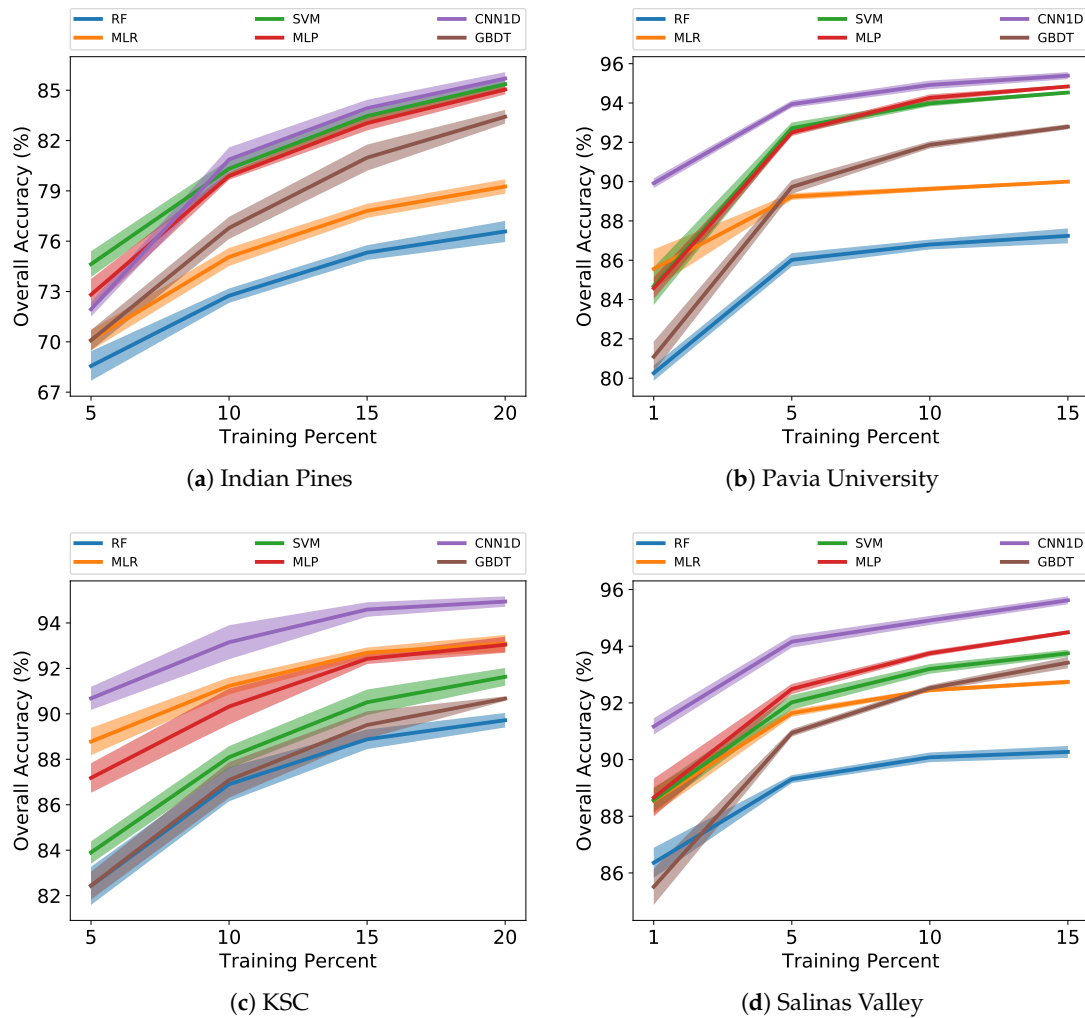 RF SVM CNN1D
MLR MLP GBDT
Overall Accuracy (%)
85
82
79
76
73
70
67
5 10 15 20
Training Percent
(a) Indian Pines
RF SVM CNN1D
MLR MLP GBDT
Overall Accuracy (%)
96
94
92
90
88
86
84
82
80
1 5 10 15
Training Percent
(b) Pavia University
RF SVM CNN1D
MLR MLP GBDT
Overall Accuracy (%)
94
92
90
88
86
84
82
5 10 15 20
Training Percent
(c) KSC
RF SVM CNN1D
MLR MLP GBDT
Overall Accuracy (%)
96
94
92
90
88
86
1 5 10 15
Training Percent
(d) Salinas Valley